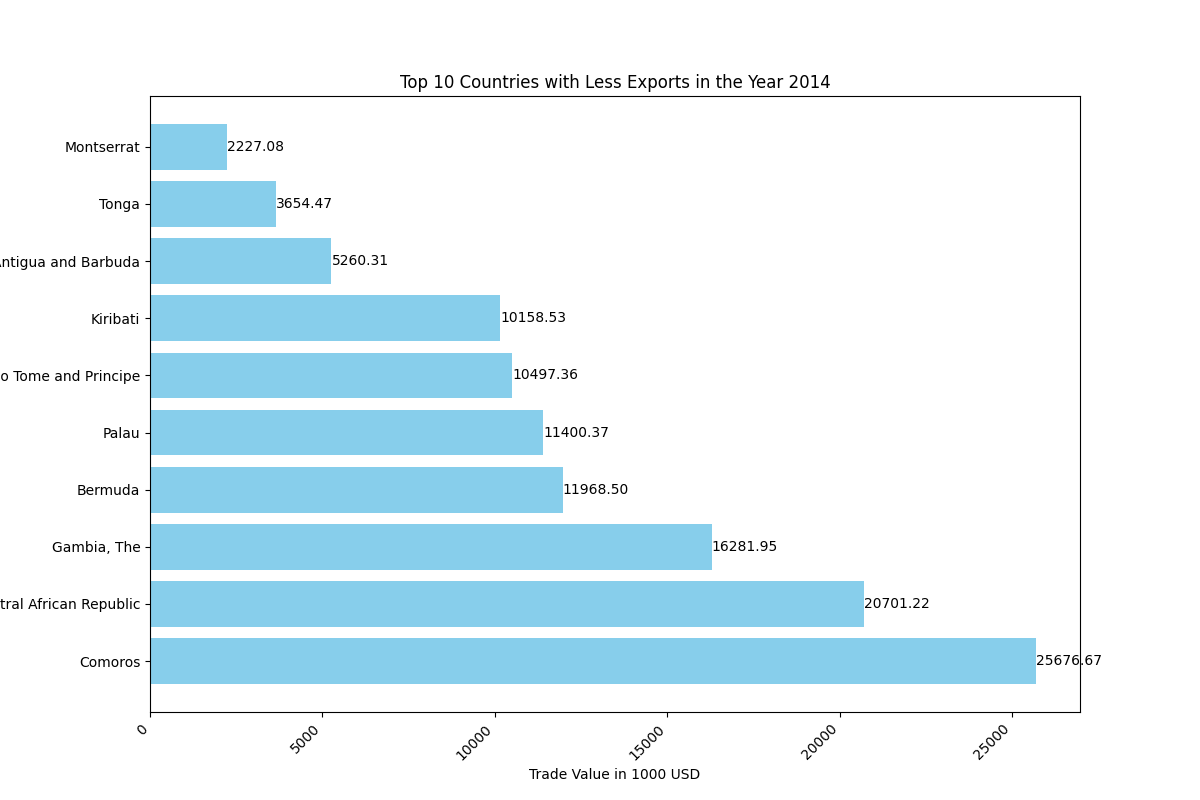 Top 10 Countries with Less Exports in the Year 2014
Montserrat 2227.08
Tonga 3654.47
ntigua and Barbuda 5260.31
Kiribati 10158.53
o Tome and Principe 10497.36
Palau 11400.37
Bermuda 11968.50
Gambia, The 16281.95
tral African Republic 20701.22
Comoros 25676.67
0 5000 10000 15000 20000 25000
Trade Value in 1000 USD